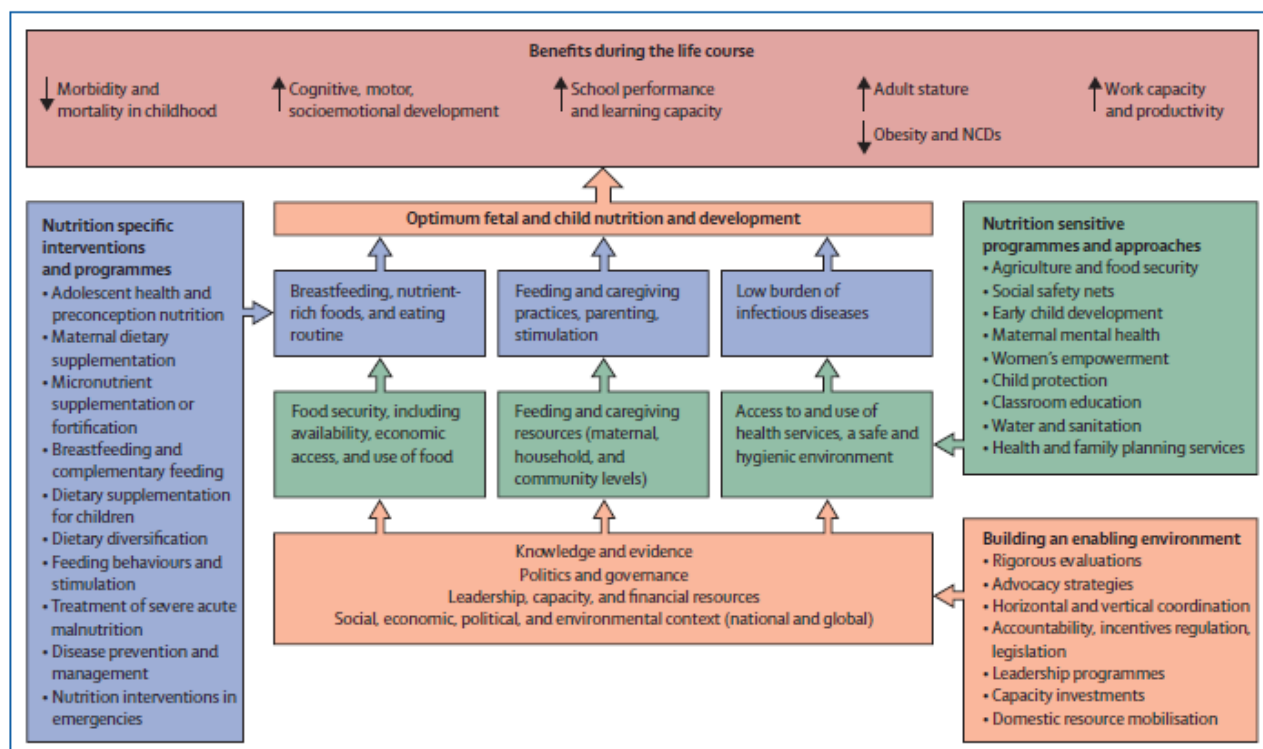 Benefits during the life course
Morbidity and
mortality in childhood
Cognitive, motor,
socioemotional development
School performance
and learning capacity
Adult stature
Obesity and NCDs
Work capacity
and productivity
Optimum fetal and child nutrition and development
Nutrition specific
interventions
and programmes
• Adolescent health and
preconception nutrition
• Maternal dietary
supplementation
• Micronutrient
supplementation or
fortification
• Breastfeeding and
complementary feeding
• Dietary supplementation
for children
• Dietary diversification
• Feeding behaviours and
stimulation
• Treatment of severe acute
malnutrition
• Disease prevention and
management
• Nutrition interventions in
emergencies
Breastfeeding, nutrient-
rich foods, and eating
routine
Feeding and caregiving
practices, parenting,
stimulation
Low burden of
infectious diseases
Food security, including
availability, economic
access, and use of food
Feeding and caregiving
resources (maternal,
household, and
community levels)
Access to and use of
health services, a safe and
hygienic environment
Knowledge and evidence
Politics and governance
Leadership, capacity, and financial resources
Social, economic, political, and environmental context (national and global)
Nutrition sensitive
programmes and approaches
• Agriculture and food security
• Social safety nets
• Early child development
• Maternal mental health
• Women's empowerment
• Child protection
• Classroom education
• Water and sanitation
• Health and family planning services
Building an enabling environment
• Rigorous evaluations
• Advocacy strategies
• Horizontal and vertical coordination
• Accountability, incentives regulation,
legislation
• Leadership programmes
• Capacity investments
• Domestic resource mobilisation